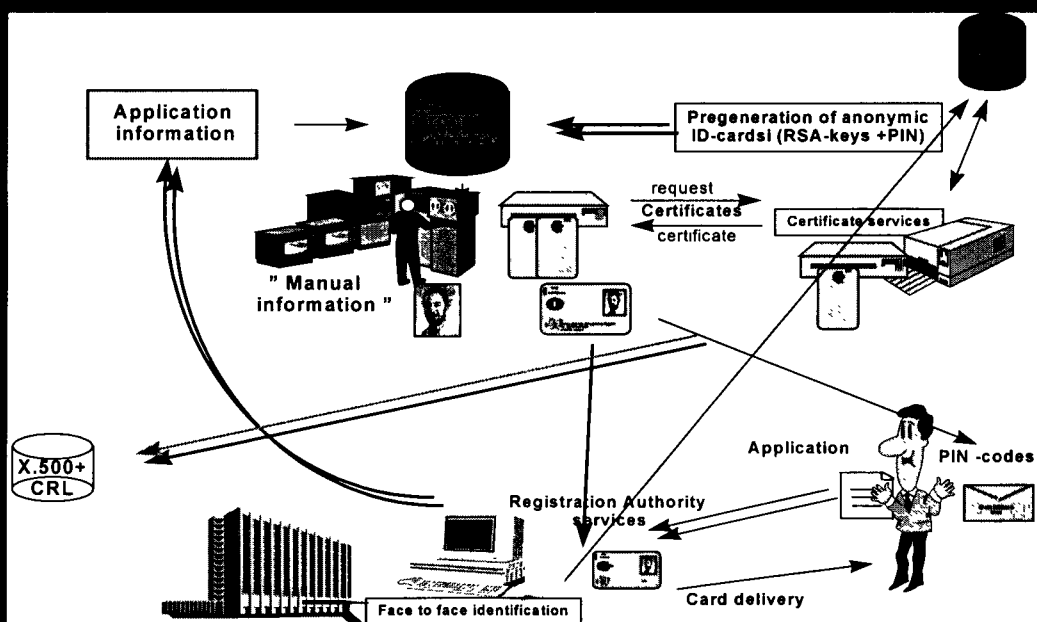 Application
information
Pregeneration of anonymic
ID-cardsi (RSA-keys +PIN)
request
Certificates
certificate
Certificate services
" Manual
information "
X.500+
CRL
Application
PIN -codes
Registration Authority
services
Card delivery
Face to face identification